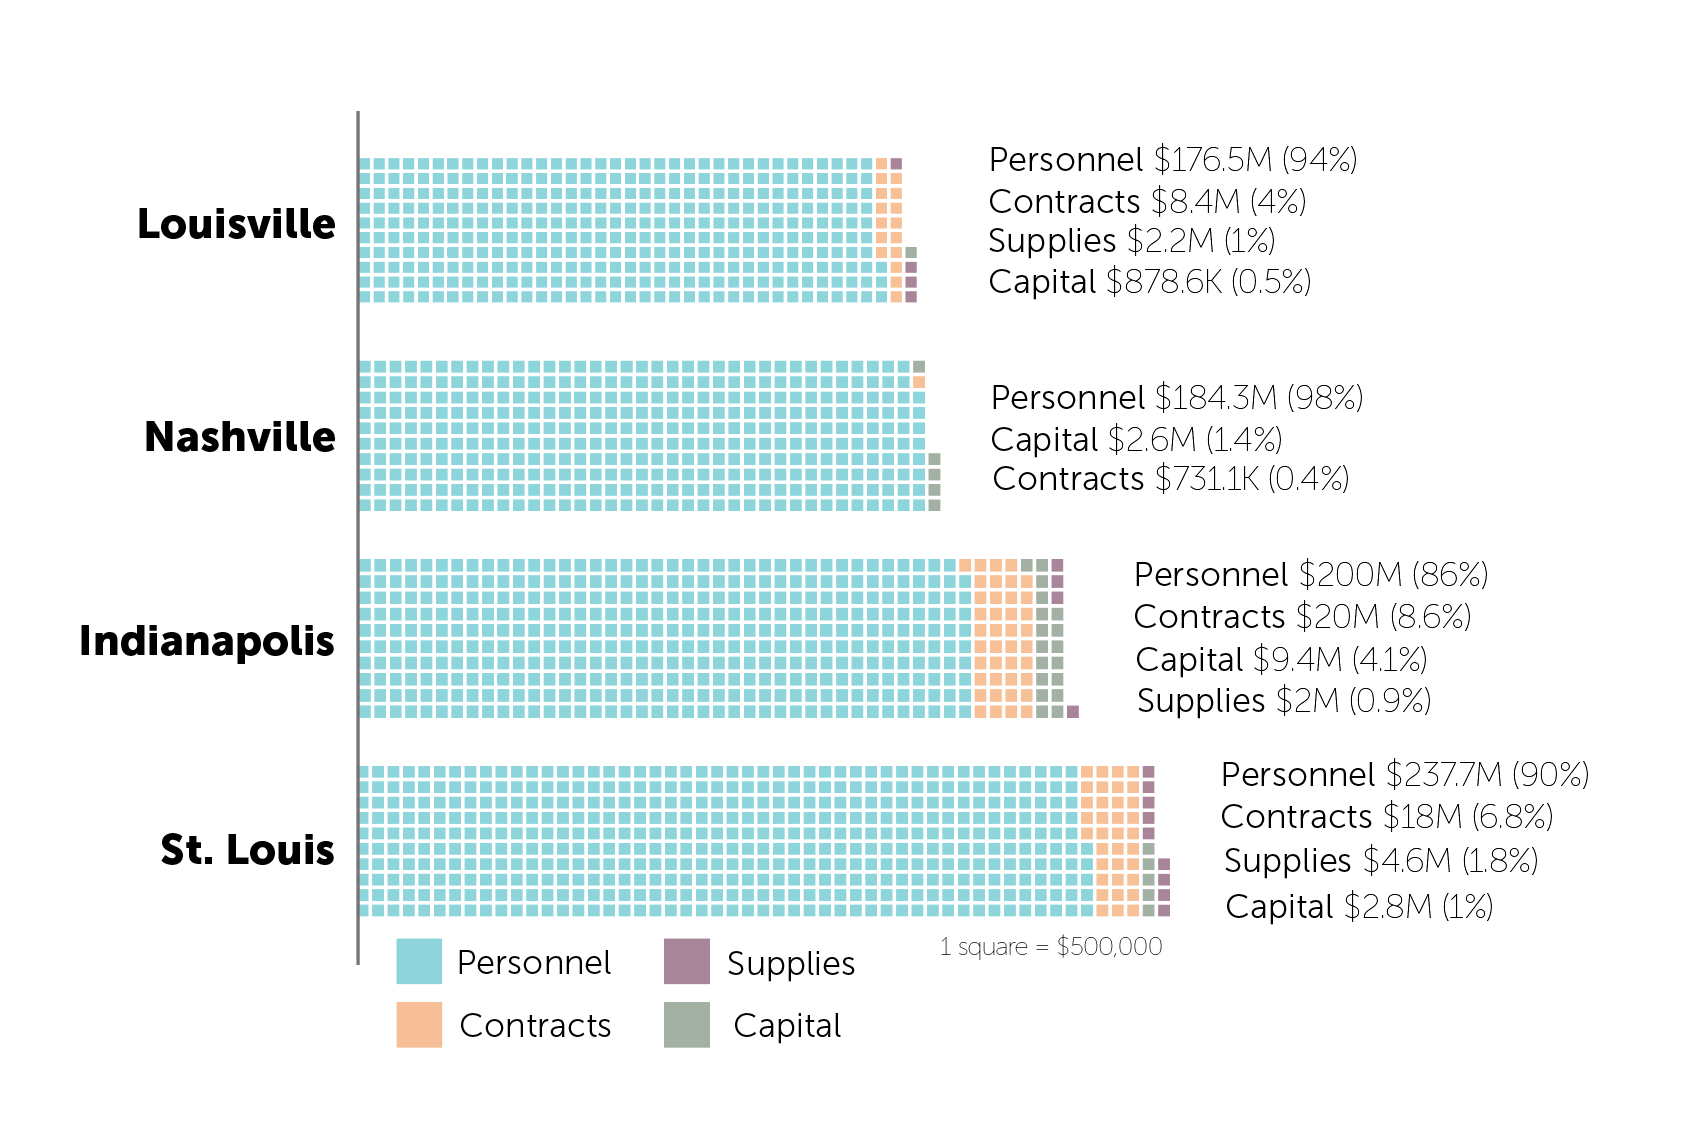 Louisville
Personnel $176.5M (94%)
Contracts $8.4M (4%)
Supplies $2.2M (1%)
Capital $878.6K (0.5%)
Nashville
Personnel $184.3M (98%)
Capital $2.6M (1.4%)
Contracts $731.1K (0.4%)
Indianapolis
Personnel $200M (86%)
Contracts $20M (8.6%)
Capital $9.4M (4.1%)
Supplies $2M (0.9%)
St. Louis
Personnel $237.7M (90%)
Contracts $18M (6.8%)
Supplies $4.6M (1.8%)
Capital $2.8M (1%)
1 square = $500,000
Personnel
Supplies
Contracts
Capital